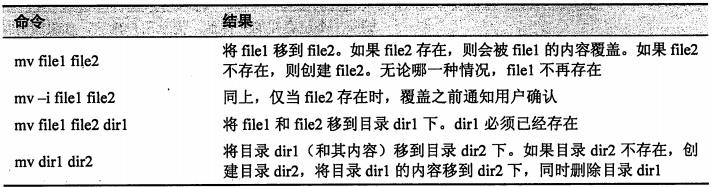 命令 结果
将 file1 移到 file2。如果 file2 存在，则会被 file1 的内容覆盖。如果 file2
mv file1 file2
不存在，则创建 file2。无论哪一种情况，file1 不再存在
mv –i file1 file2 同上，仅当 file2 存在时，覆盖之前通知用户确认
mv file1 file2 dir1 将 file1 和 file2 移到目录 dir1 下。dir1 必须已经存在
将目录 dir1（和其内容）移到目录 dir2 下。如果目录 dir2 不存在，创
mv dir1 dir2
建目录 dir2，将目录 dir1 的内容移到 dir2 下，同时删除目录 dir1